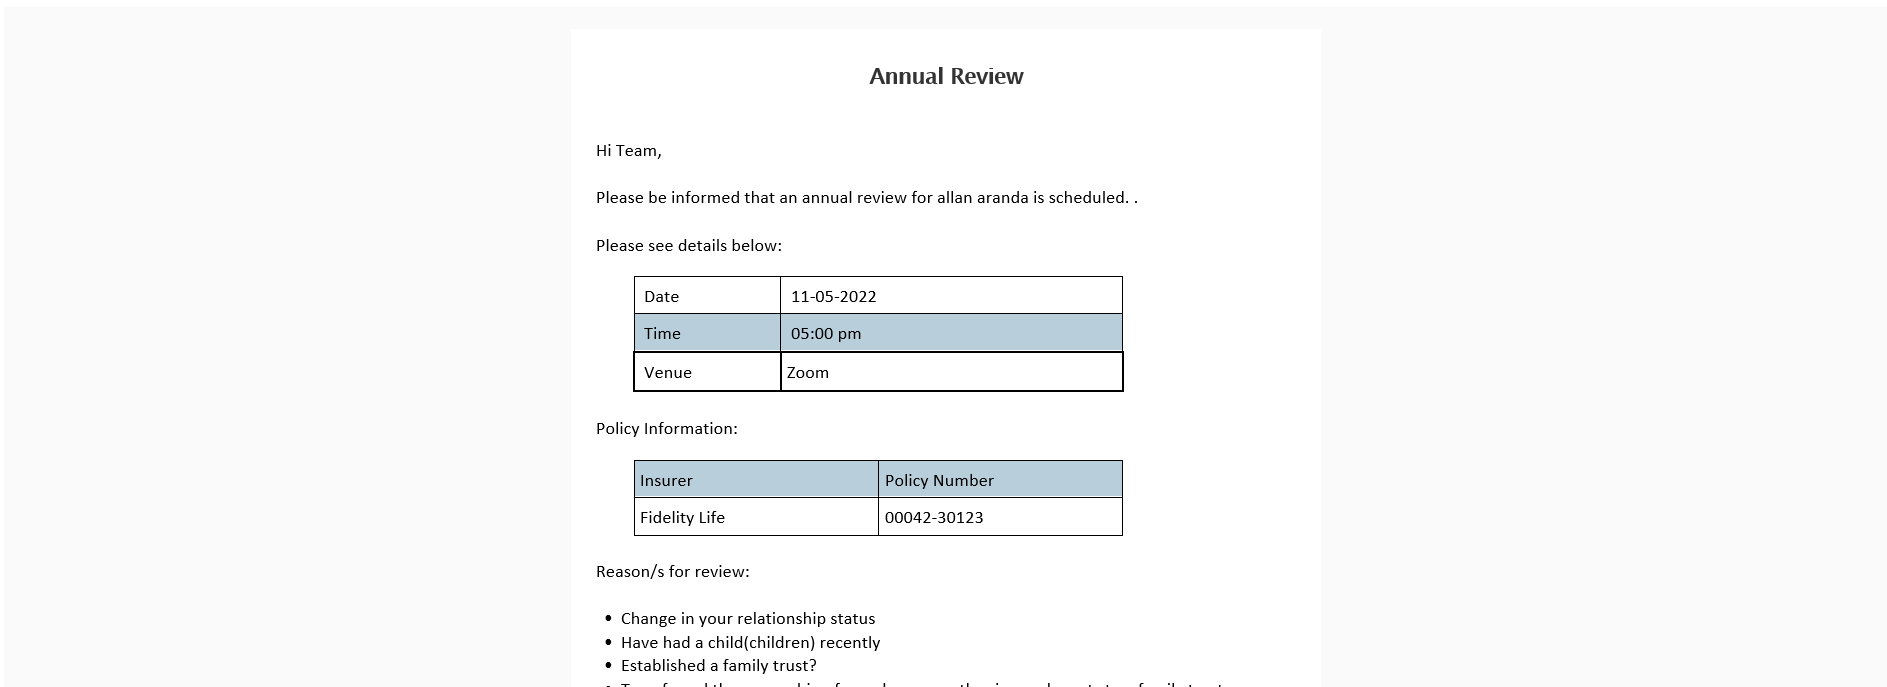 Annual Review
Hi Team,
Please be informed that an annual review for allan aranda is scheduled. .
Please see details below:
Date 11-05-2022
Time 05:00 pm
Venue Zoom
Policy Information:
Insurer Policy Number
Fidelity Life 00042-30123
Reason/s for review:
• Change in your relationship status
• Have had a child(children) recently
• Established a family trust?